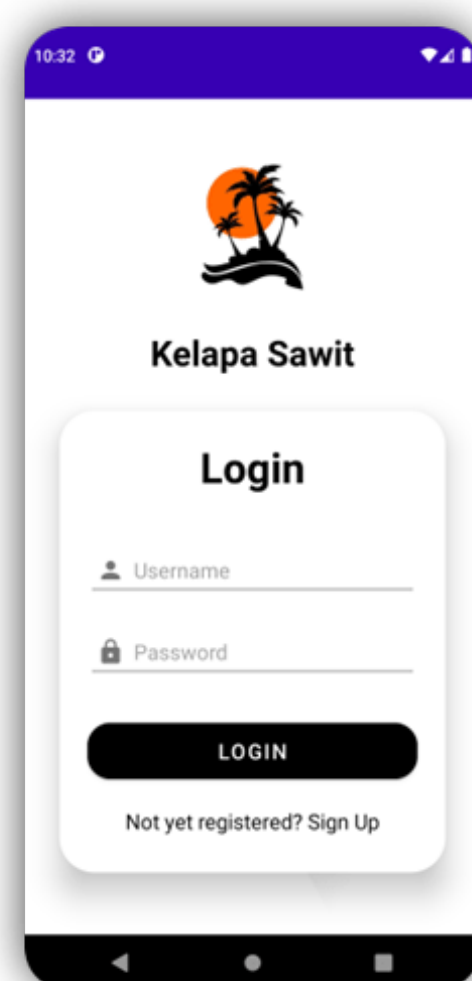 10:32
Kelapa Sawit
Login
Username
Password
LOGIN
Not yet registered? Sign Up